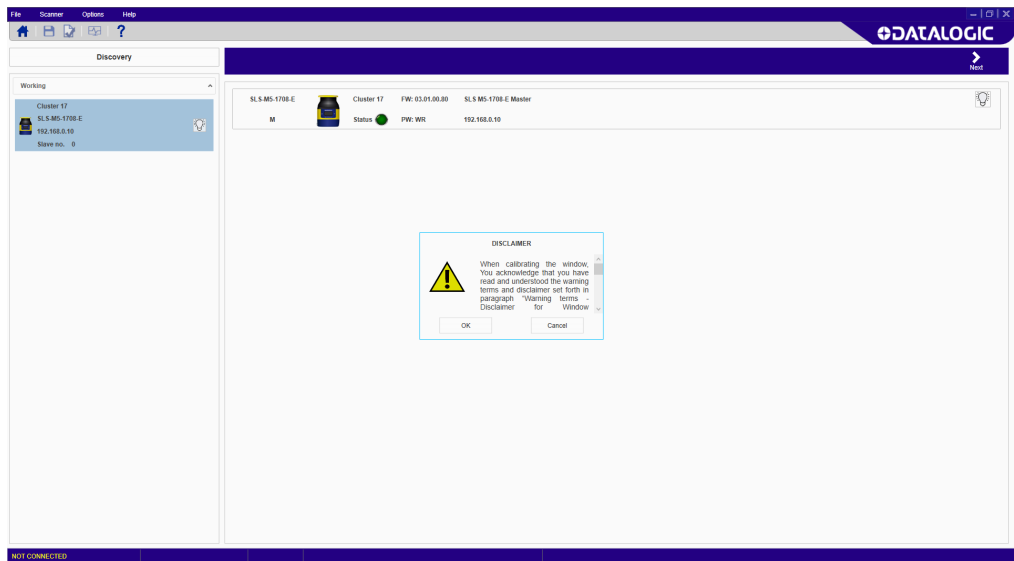 File Scanner Options Help
?
DATALOGIC
Discovery
Next
Working
Cluster 17
SLS-M5-1708-E
192.168.0.10
Slave no. 0
SLS-M5-1708-E Cluster 17 FW: 03.01.00.80 SLS M5-1708-E Master
M Status PW: WR 192.168.0.10
DISCLAIMER
When calibrating the window,
You acknowledge that you have
read and understood the warning
terms and disclaimer set forth in
paragraph "Warning terms -
Disclaimer for Window
OK Cancel
NOT CONNECTED